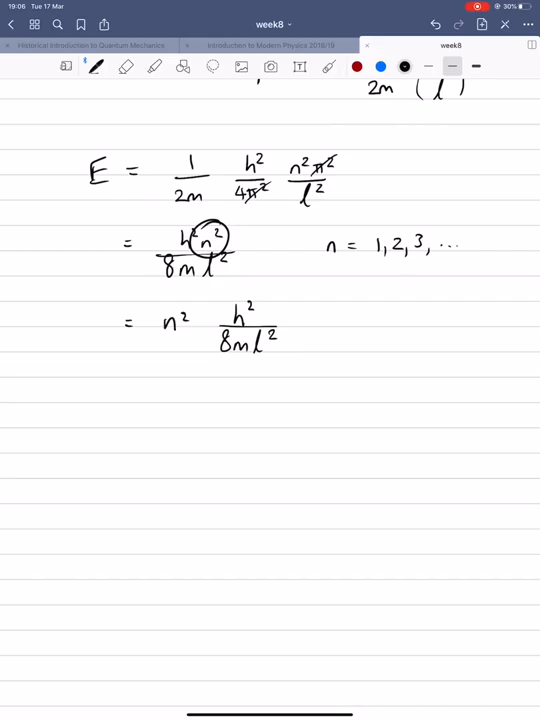 19:06 Tue 17 Mar
30%
week8
Historical Introduction to Quantum Mechanics
Introduction to Modern Physics 2018/19
week8
2m (l)
E = 1/2m h²/4π² n²π²/l²
= h²n²/8ml² n = 1, 2, 3, ...
= n² h²/8ml²